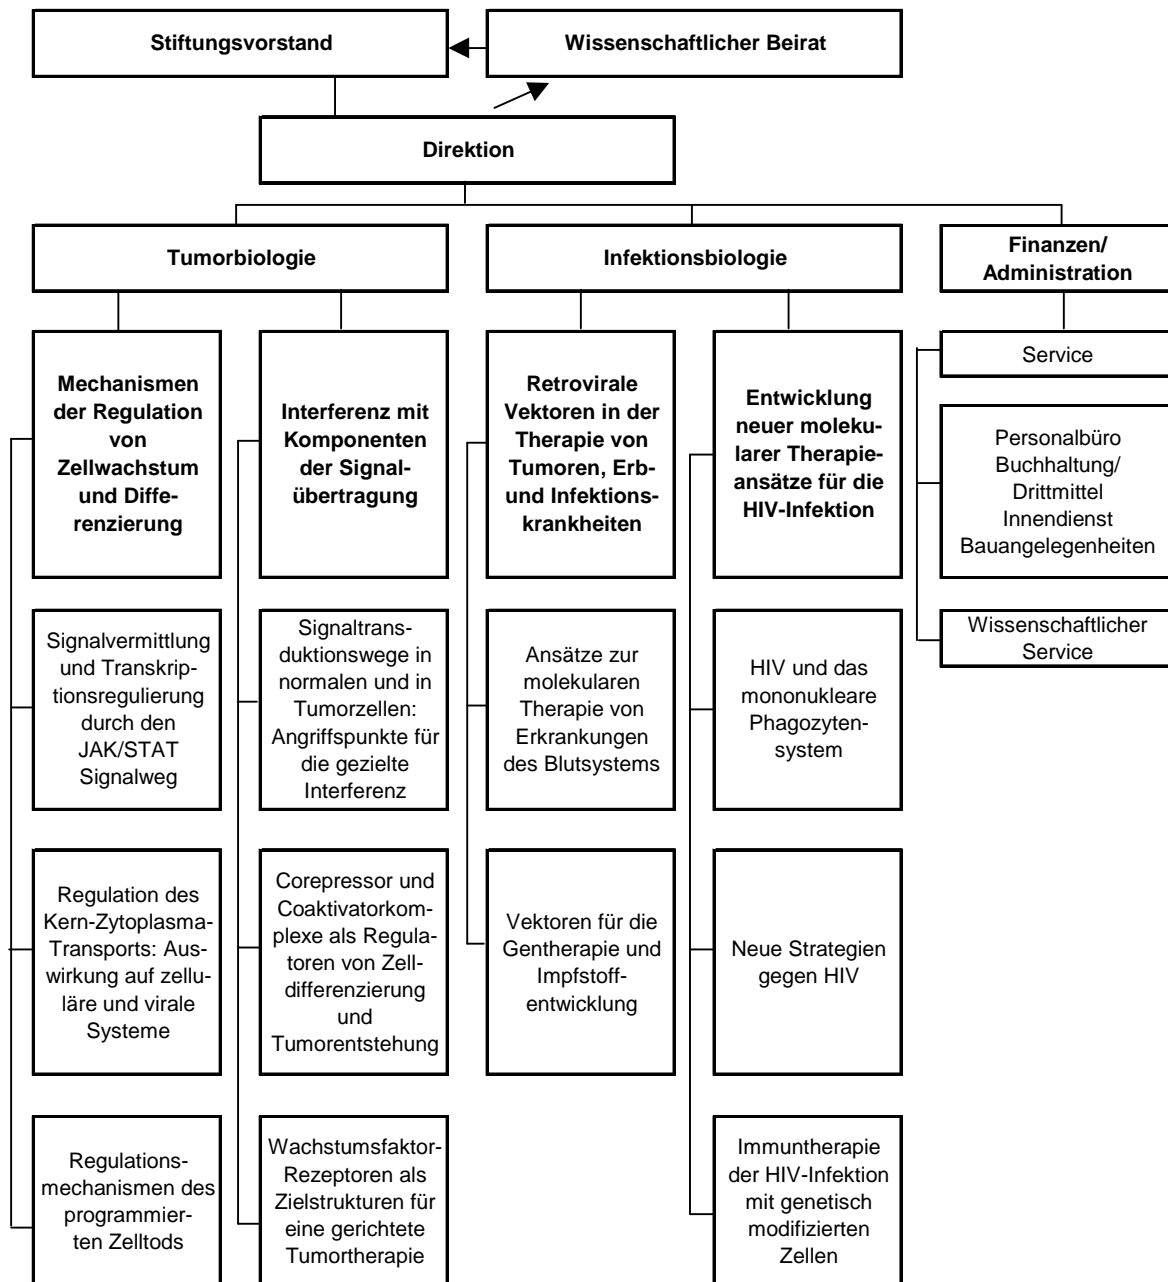 Stiftungsvorstand
Wissenschaftlicher Beirat
Direktion
Tumorbiologie
Infektionsbiologie
Finanzen/
Administration
Mechanismen
der Regulation
von
Zellwachstum
und Diffe-
renzierung
Interferenz mit
Komponenten
der Signal-
übertragung
Retrovirale
Vektoren in der
Therapie von
Tumoren, Erb-
und Infektions-
krankheiten
Entwicklung
neuer moleku-
larer Therapie-
ansätze für die
HIV-Infektion
Service
Personalbüro
Buchhaltung/
Drittmittel
Innendienst
Bauangelegenheiten
Wissenschaftlicher
Service
Signalvermittlung
und Transkrip-
tionsregulierung
durch den
JAK/STAT
Signalweg
Signaltrans-
duktionswege in
normalen und in
Tumorzellen:
Angriffspunkte für
die gezielte
Interferenz
Ansätze zur
molekularen
Therapie von
Erkrankungen
des Blutsystems
HIV und das
mononukleare
Phagozyten-
system
Regulation des
Kern-Zytoplasma-
Transports: Aus-
wirkung auf zellu-
läre und virale
Systeme
Corepressor und
Coaktivatorkom-
plexe als Regula-
toren von Zell-
differenzierung
und
Tumorentstehung
Vektoren für die
Gentherapie und
Impfstoff-
entwicklung
Neue Strategien
gegen HIV
Regulations-
mechanismen des
programmier-
ten Zelltods
Wachstumsfaktor-
Rezeptoren als
Zielstrukturen für
eine gerichtete
Tumortherapie
Immuntherapie
der HIV-Infektion
mit genetisch
modifizierten
Zellen